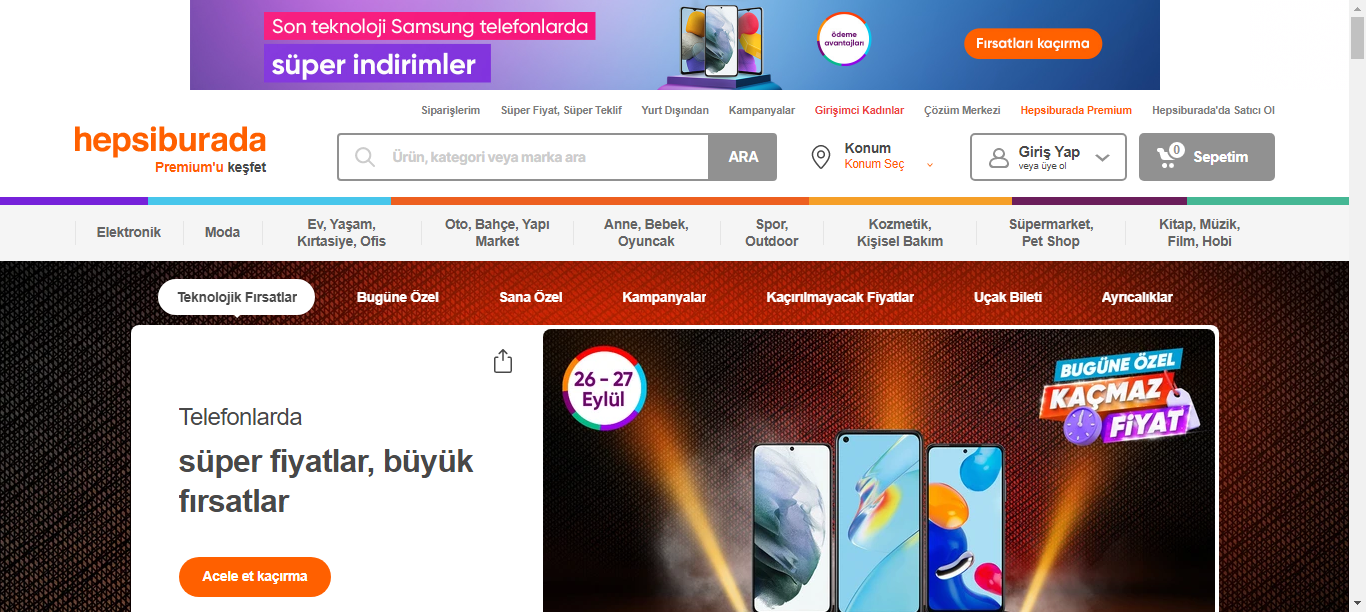 Son teknoloji Samsung telefonlarda
süper indirimler
ödeme
avantajları
Fırsatları kaçırma
Siparişlerim Süper Fiyat, Süper Teklif Yurt Dışından Kampanyalar Girişimci Kadınlar Çözüm Merkezi Hepsiburada Premium Hepsiburada'da Satıcı Ol
hepsiburada
Premium'u keşfet
Ürün, kategori veya marka ara
ARA
Konum
Konum Seç
Giriş Yap
veya üye ol
0
Sepetim
Elektronik
Moda
Ev, Yaşam,
Kırtasiye, Ofis
Oto, Bahçe, Yapı
Market
Anne, Bebek,
Oyuncak
Spor,
Outdoor
Kozmetik,
Kişisel Bakım
Süpermarket,
Pet Shop
Kitap, Müzik,
Film, Hobi
Teknolojik Fırsatlar Bugüne Özel Sana Özel Kampanyalar Kaçırılmayacak Fiyatlar Uçak Bileti Ayrıcalıklar
Telefonlarda
süper fiyatlar, büyük
fırsatlar
Acele et kaçırma
26 - 27
Eylül
BUGÜNE ÖZEL
KAÇMAZ
FİYAT